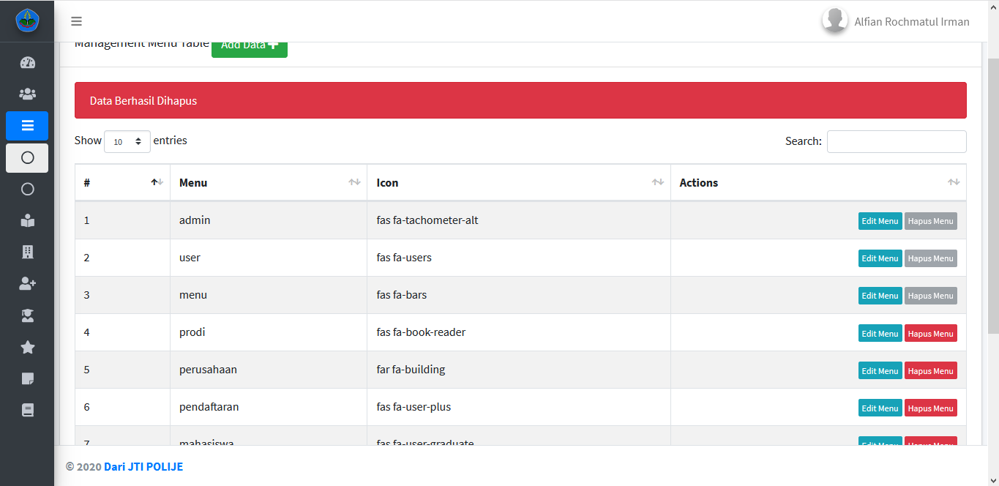 Alfian Rochmatul Irman
Management Menu Table Add Data
Data Berhasil Dihapus
Show 10 entries Search:
# Menu Icon Actions
1 admin fas fa-tachometer-alt Edit Menu Hapus Menu
2 user fas fa-users Edit Menu Hapus Menu
3 menu fas fa-bars Edit Menu Hapus Menu
4 prodi fas fa-book-reader Edit Menu Hapus Menu
5 perusahaan far fa-building Edit Menu Hapus Menu
6 pendaftaran fas fa-user-plus Edit Menu Hapus Menu
7 mahasiswa fas fa-user-graduate Edit Menu Hapus Menu
© 2020 Dari JTI POLIJE